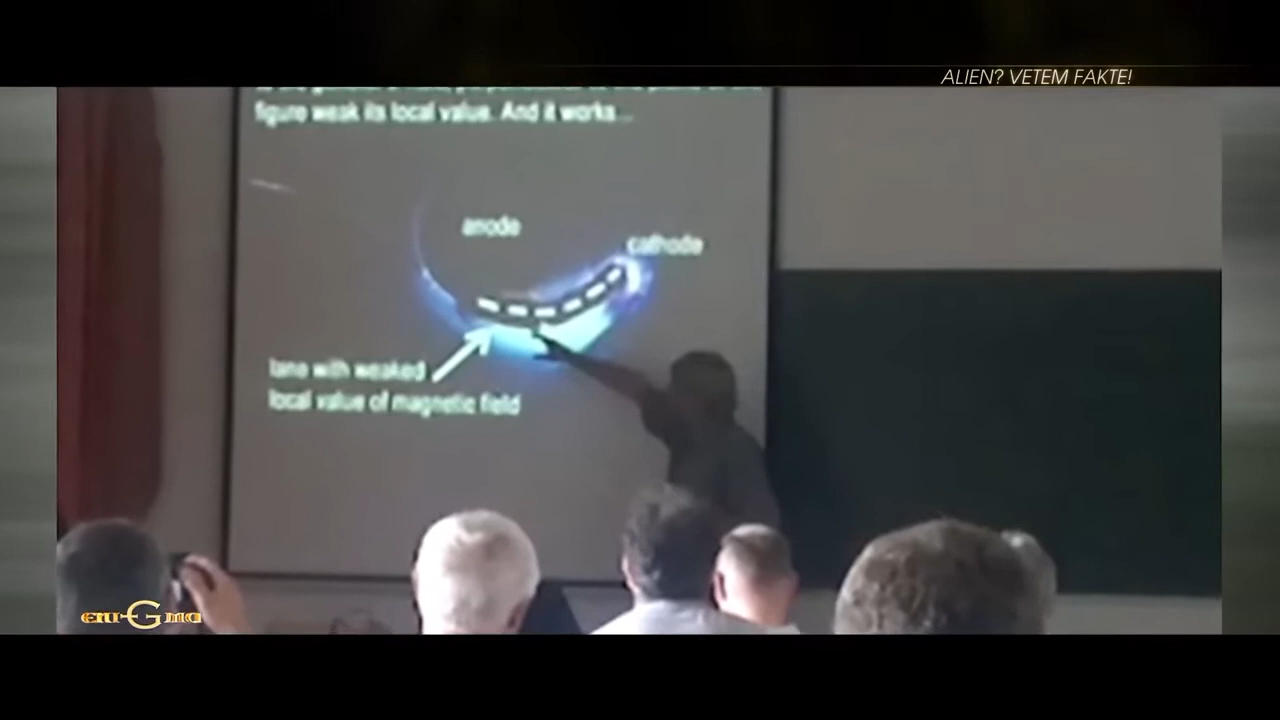 ALIEN? VETEM FAKTE!
figure weak its local value. And it works...
anode
cathode
lane with weaked
local value of magnetic field
eniGma